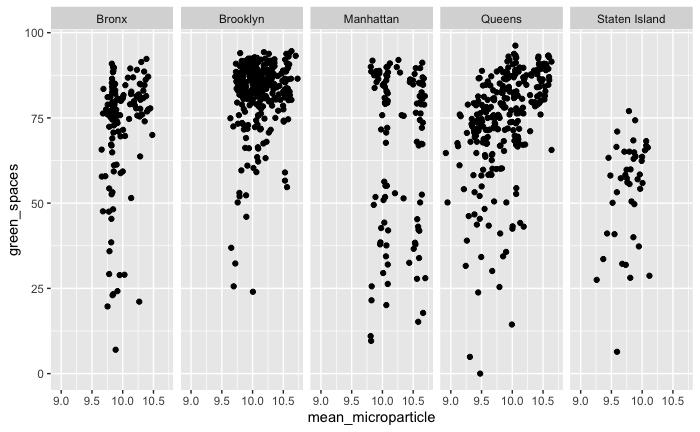 Bronx Brooklyn Manhattan Queens Staten Island
100
75
50
25
0
green_spaces
9.0 9.5 10.0 10.5 9.0 9.5 10.0 10.5 9.0 9.5 10.0 10.5 9.0 9.5 10.0 10.5 9.0 9.5 10.0 10.5
mean_microparticle